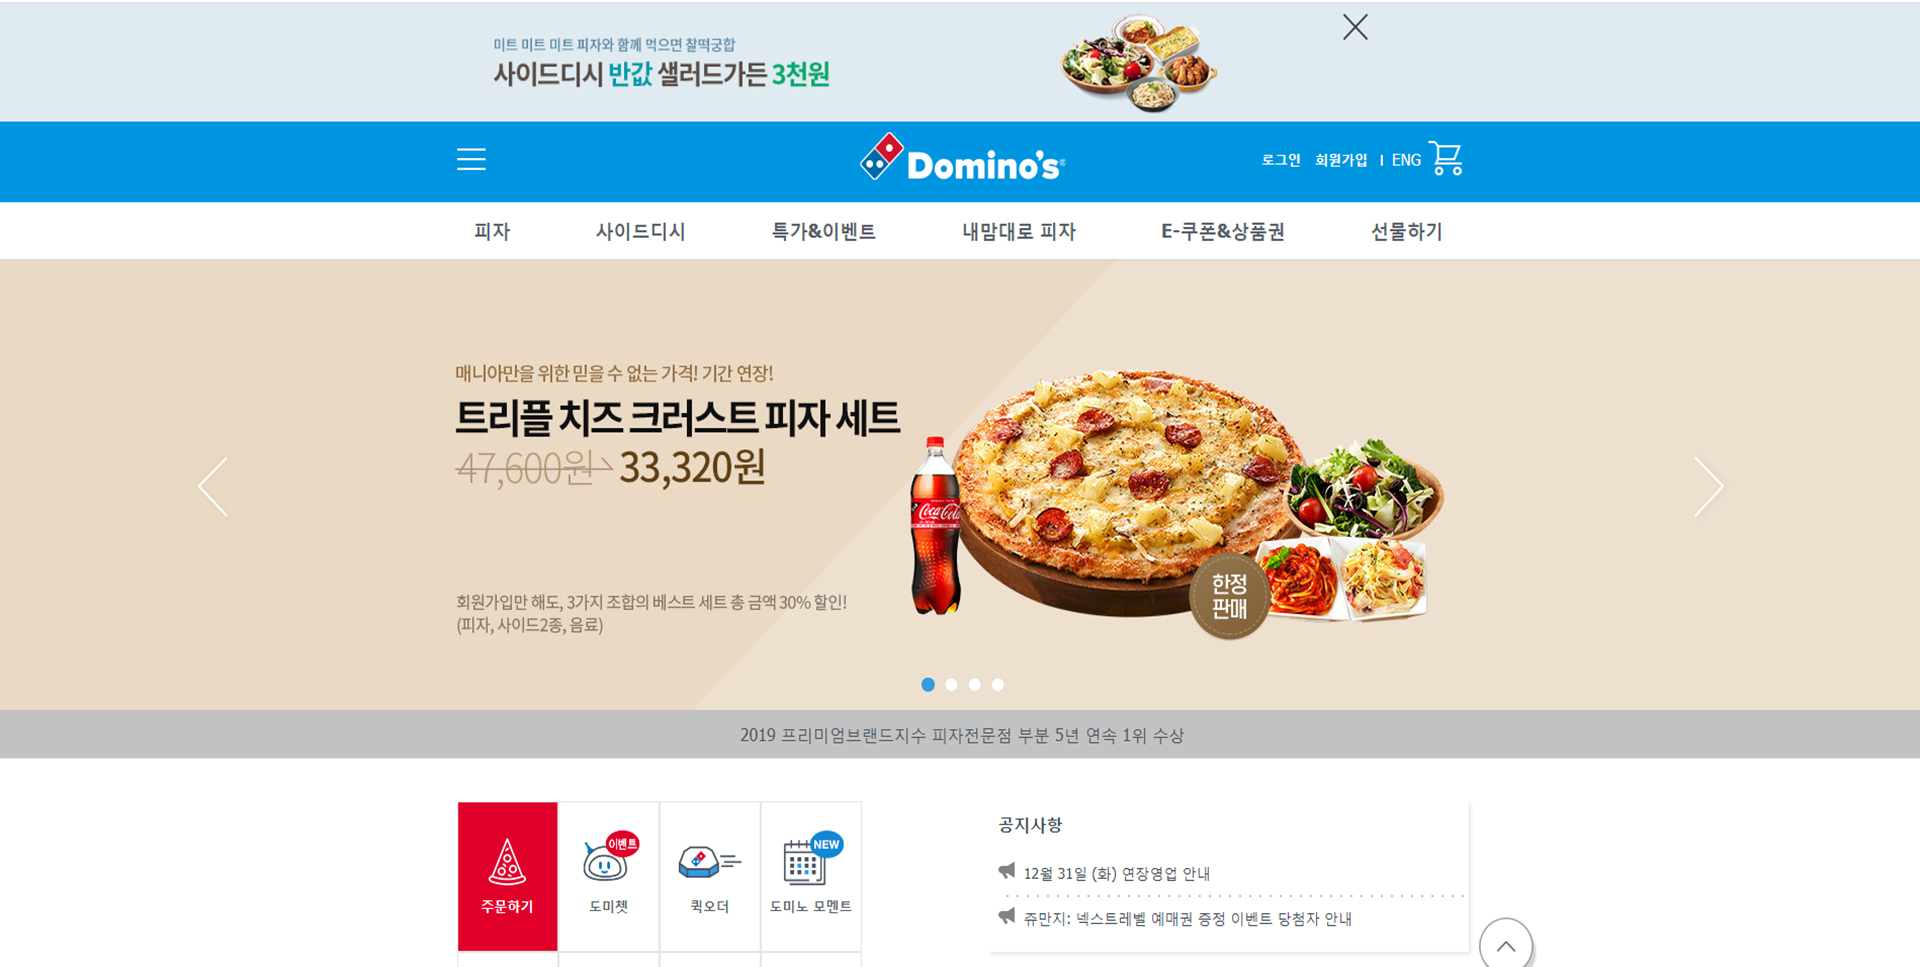 미트 미트 미트 피자와 함께 먹으면 찰떡궁합
사이드디시 반값 샐러드가든 3천원
Domino's®
로그인 회원가입 | ENG
피자 사이드디시 특가&이벤트 내맘대로 피자 E-쿠폰&상품권 선물하기
매니아만을 위한 믿을 수 없는 가격! 기간 연장!
트리플 치즈 크러스트 피자 세트
47,600원 33,320원
Coca-Cola
한정
판매
회원가입만 해도, 3가지 조합의 베스트 세트 총 금액 30% 할인!
(피자, 사이드2종, 음료)
2019 프리미엄브랜드지수 피자전문점 부분 5년 연속 1위 수상
주문하기
이벤트
도미챗
퀵오더
NEW
도미노 모멘트
공지사항
12월 31일 (화) 연장영업 안내
쥬만지: 넥스트레벨 예매권 증정 이벤트 당첨자 안내